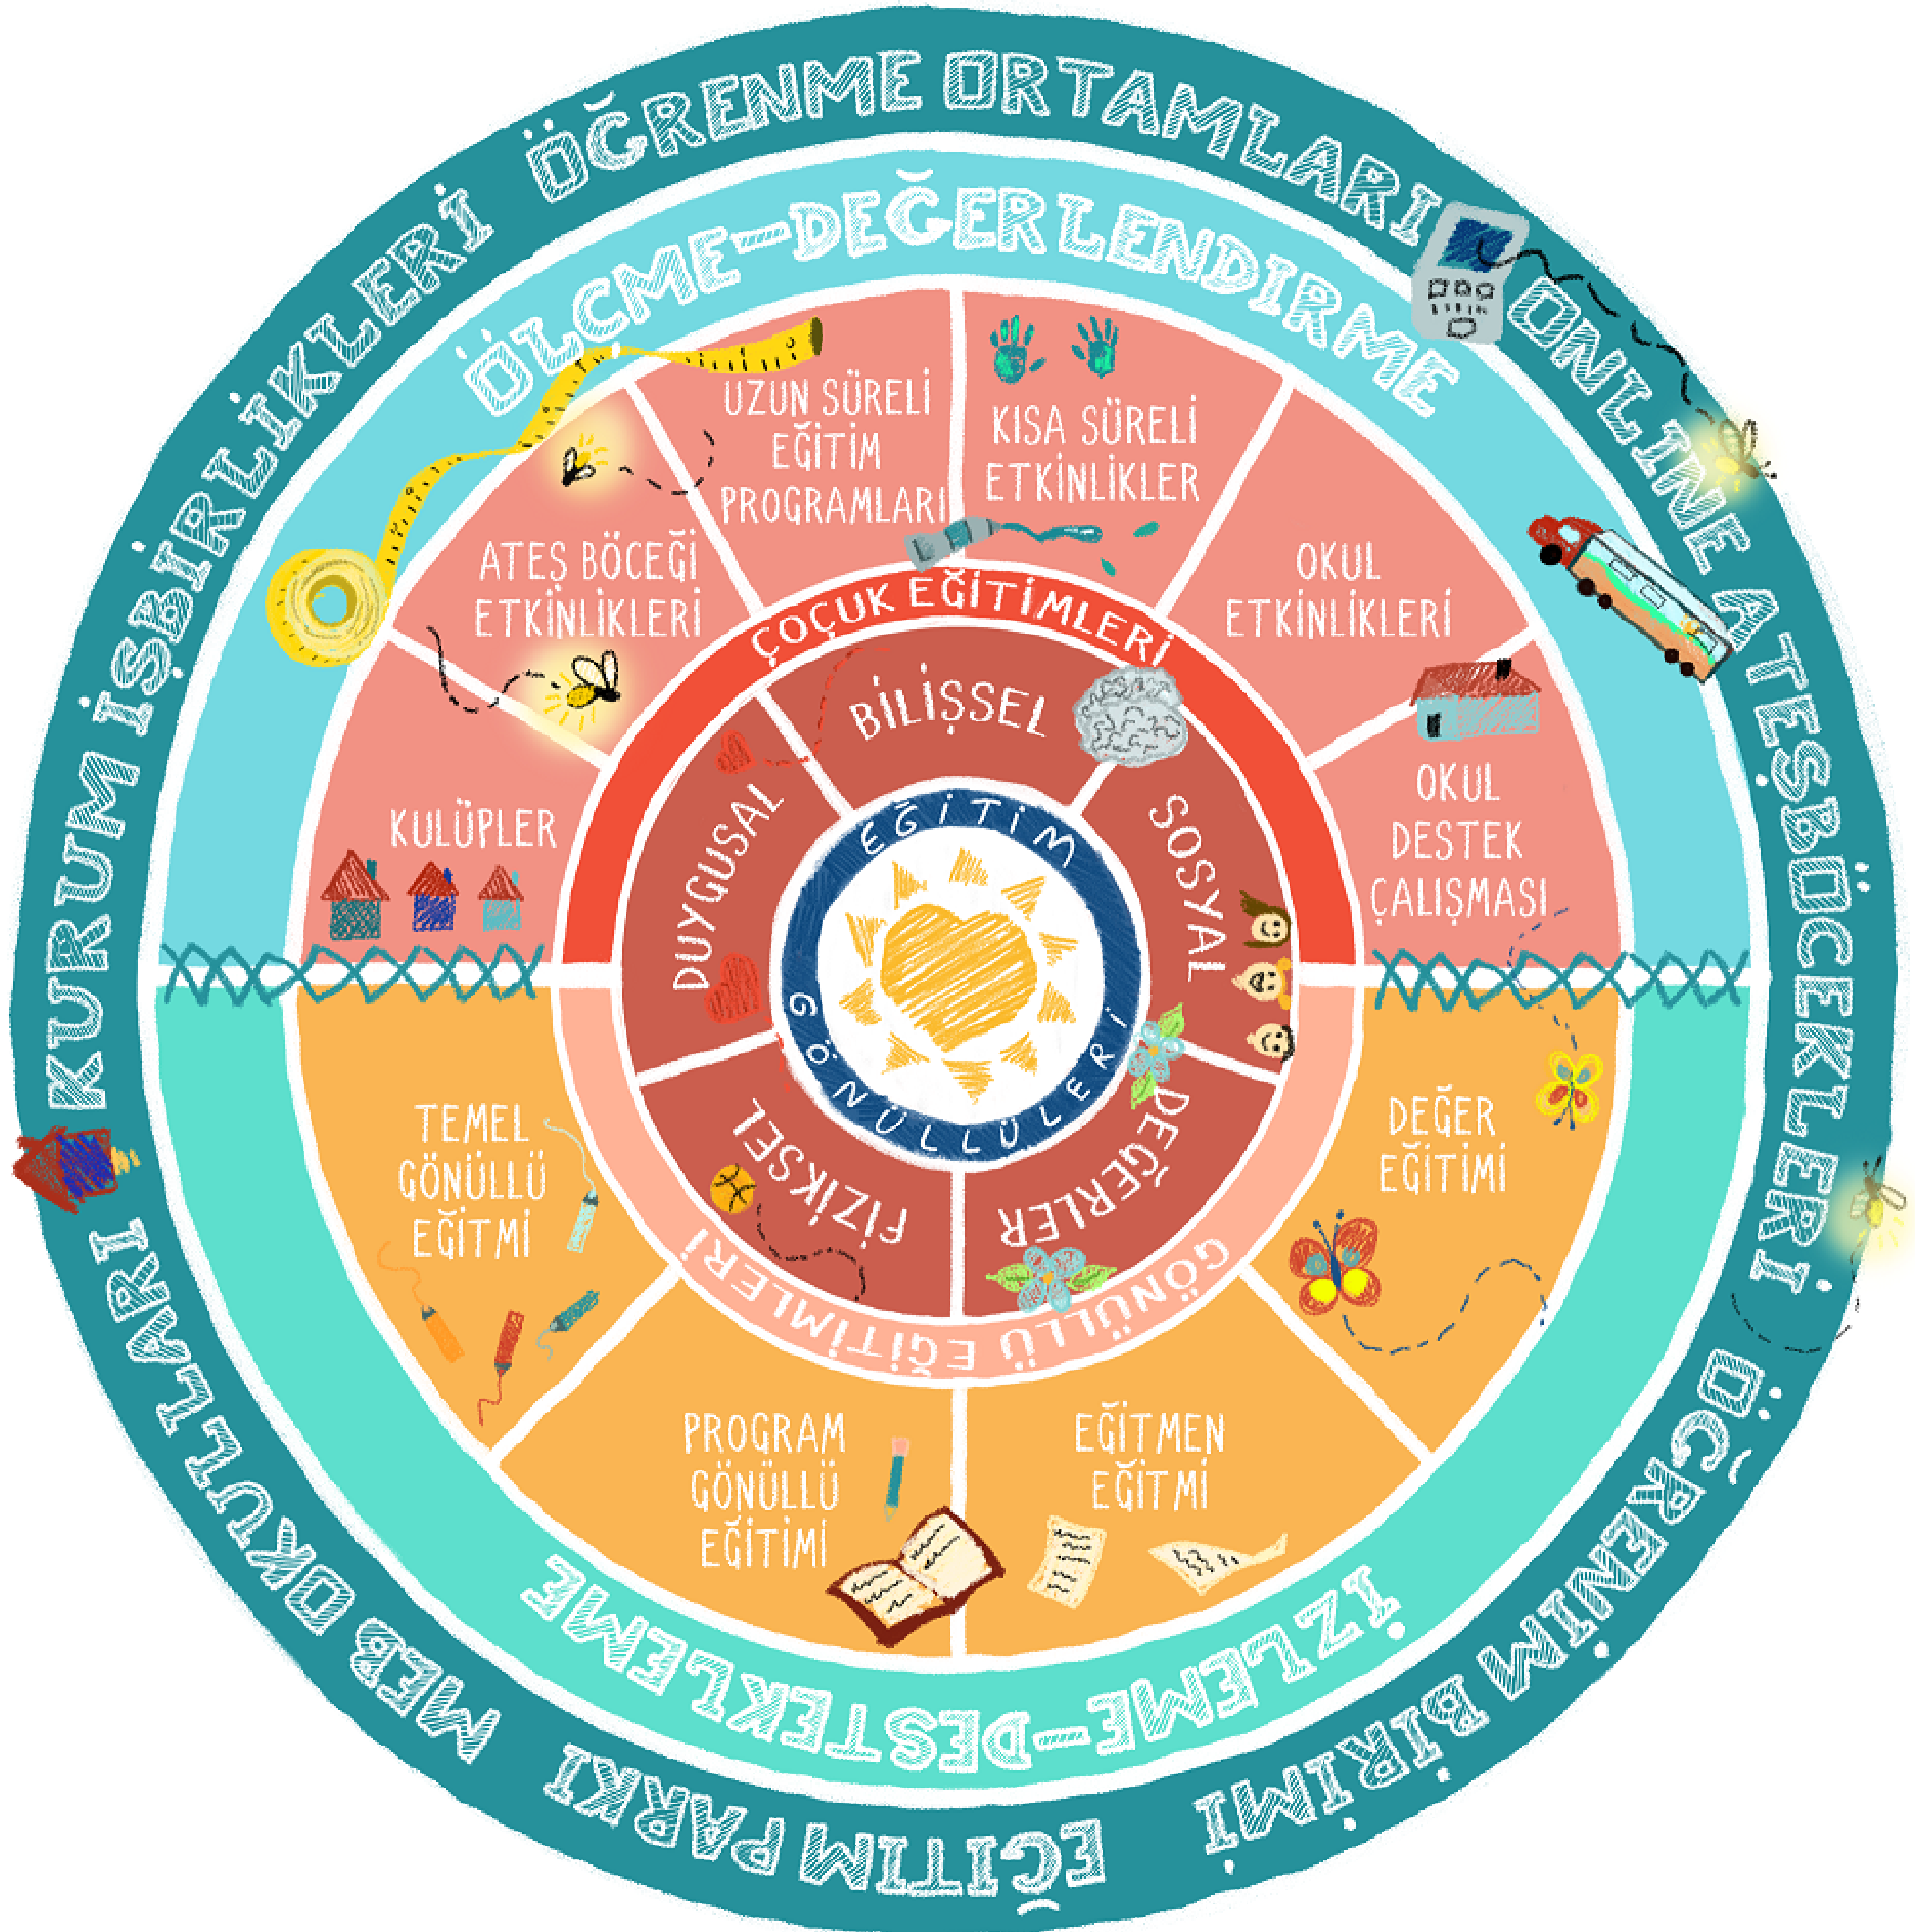 ÖĞRENME ORTAMLARI
ONLINE ATEŞBÖCEKLERİ
ÖĞRENİM BİRİMİ
EĞİTİM PARKI
MEB OKULLARI
KURUM İŞBİRLİKLERİ
ÖLÇME-DEĞERLENDIRME
UZUN SÜRELİ
EĞİTİM
PROGRAMLARI
KISA SÜRELİ
ETKİNLİKLER
OKUL
ETKİNLİKLERİ
OKUL
DESTEK
ÇALIŞMASI
ATEŞ BÖCEĞİ
ETKİNLİKLERİ
KULÜPLER
ÇOÇUK EĞİTİMLERİ
BİLİŞSEL
SOSYAL
DEĞERLER
FİZİKSEL
DUYGUSAL
EĞİTİM
GÖNÜLLÜLERİ
GÖNÜLLÜ EĞİTİMLERİ
TEMEL
GÖNÜLLÜ
EĞİTMİ
PROGRAM
GÖNÜLLÜ
EĞİTİMİ
EĞİTMEN
EĞİTMİ
DEĞER
EĞİTİMİ
İZLEME-DESTEKLEME